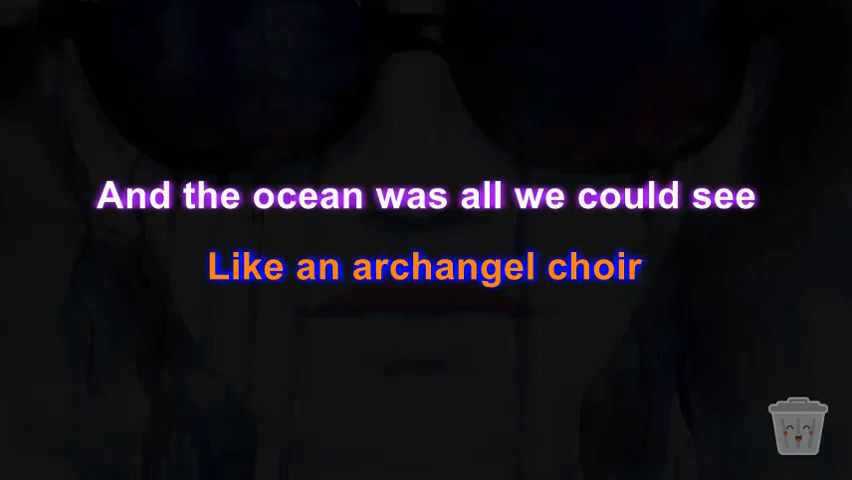 And the ocean was all we could see
Like an archangel choir